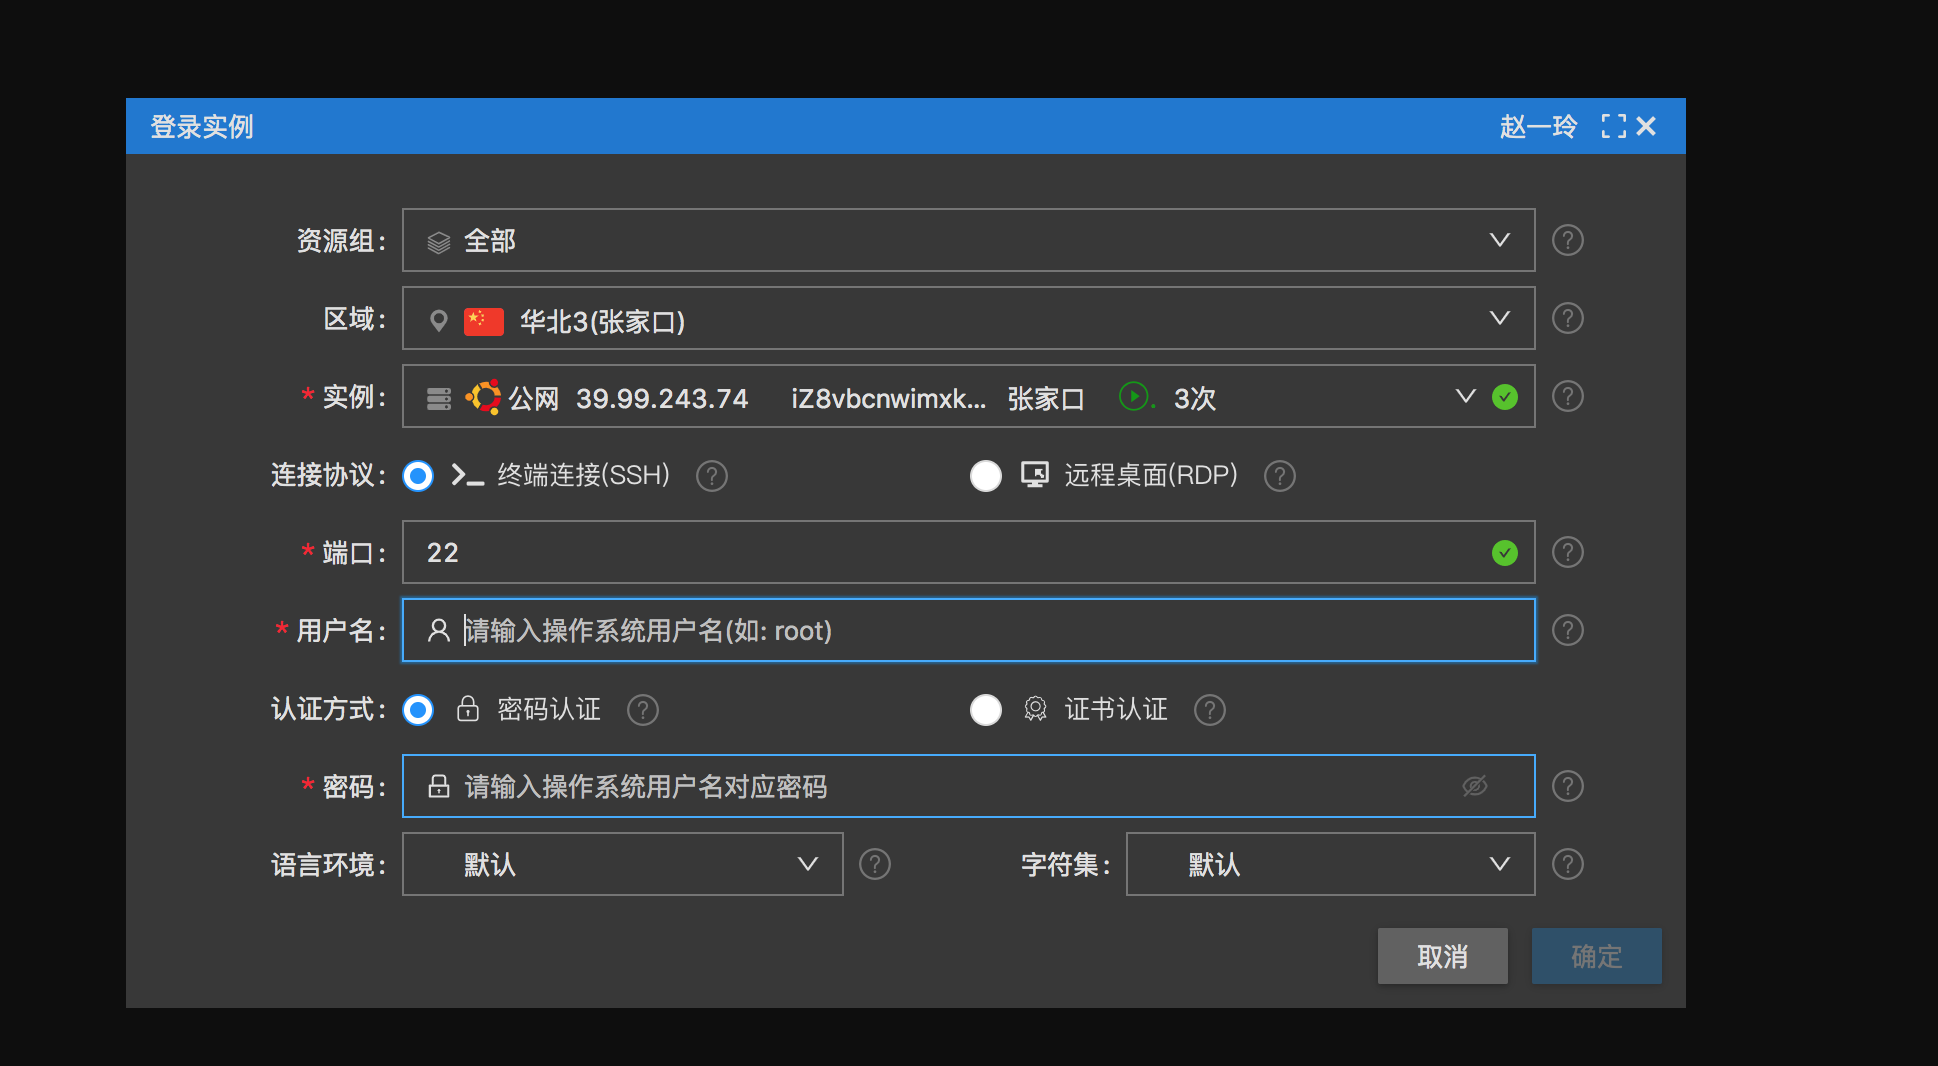 登录实例 赵一玲
资源组: 全部
区域: 华北3(张家口)
* 实例: 公网 39.99.243.74 iZ8vbcnwimxk... 张家口 3次
连接协议: 终端连接(SSH) 远程桌面(RDP)
* 端口: 22
* 用户名: 请输入操作系统用户名(如: root)
认证方式: 密码认证 证书认证
* 密码: 请输入操作系统用户名对应密码
语言环境: 默认 字符集: 默认
取消 确定